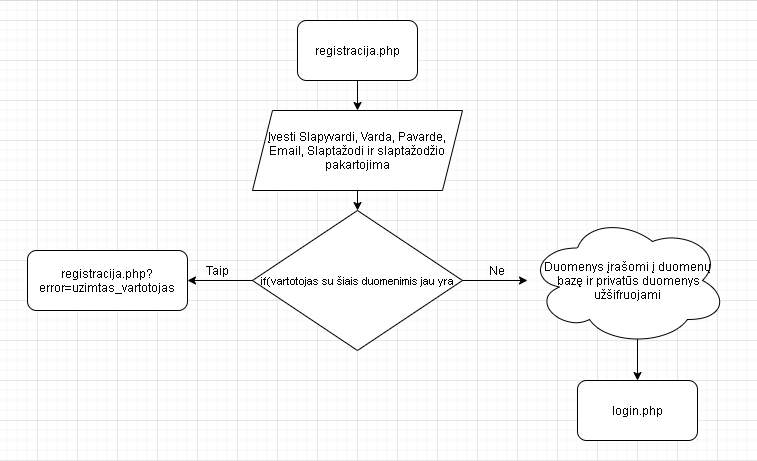 registracija.php
Įvesti Slapyvardi, Varda, Pavarde,
Email, Slaptažodi ir slaptažodžio
pakartojima
if(vartotojas su šiais duomenimis jau yra
Taip
registracija.php?
error=uzimtas_vartotojas
Ne
Duomenys įrašomi į duomenų
bazę ir privatūs duomenys
užšifruojami
login.php